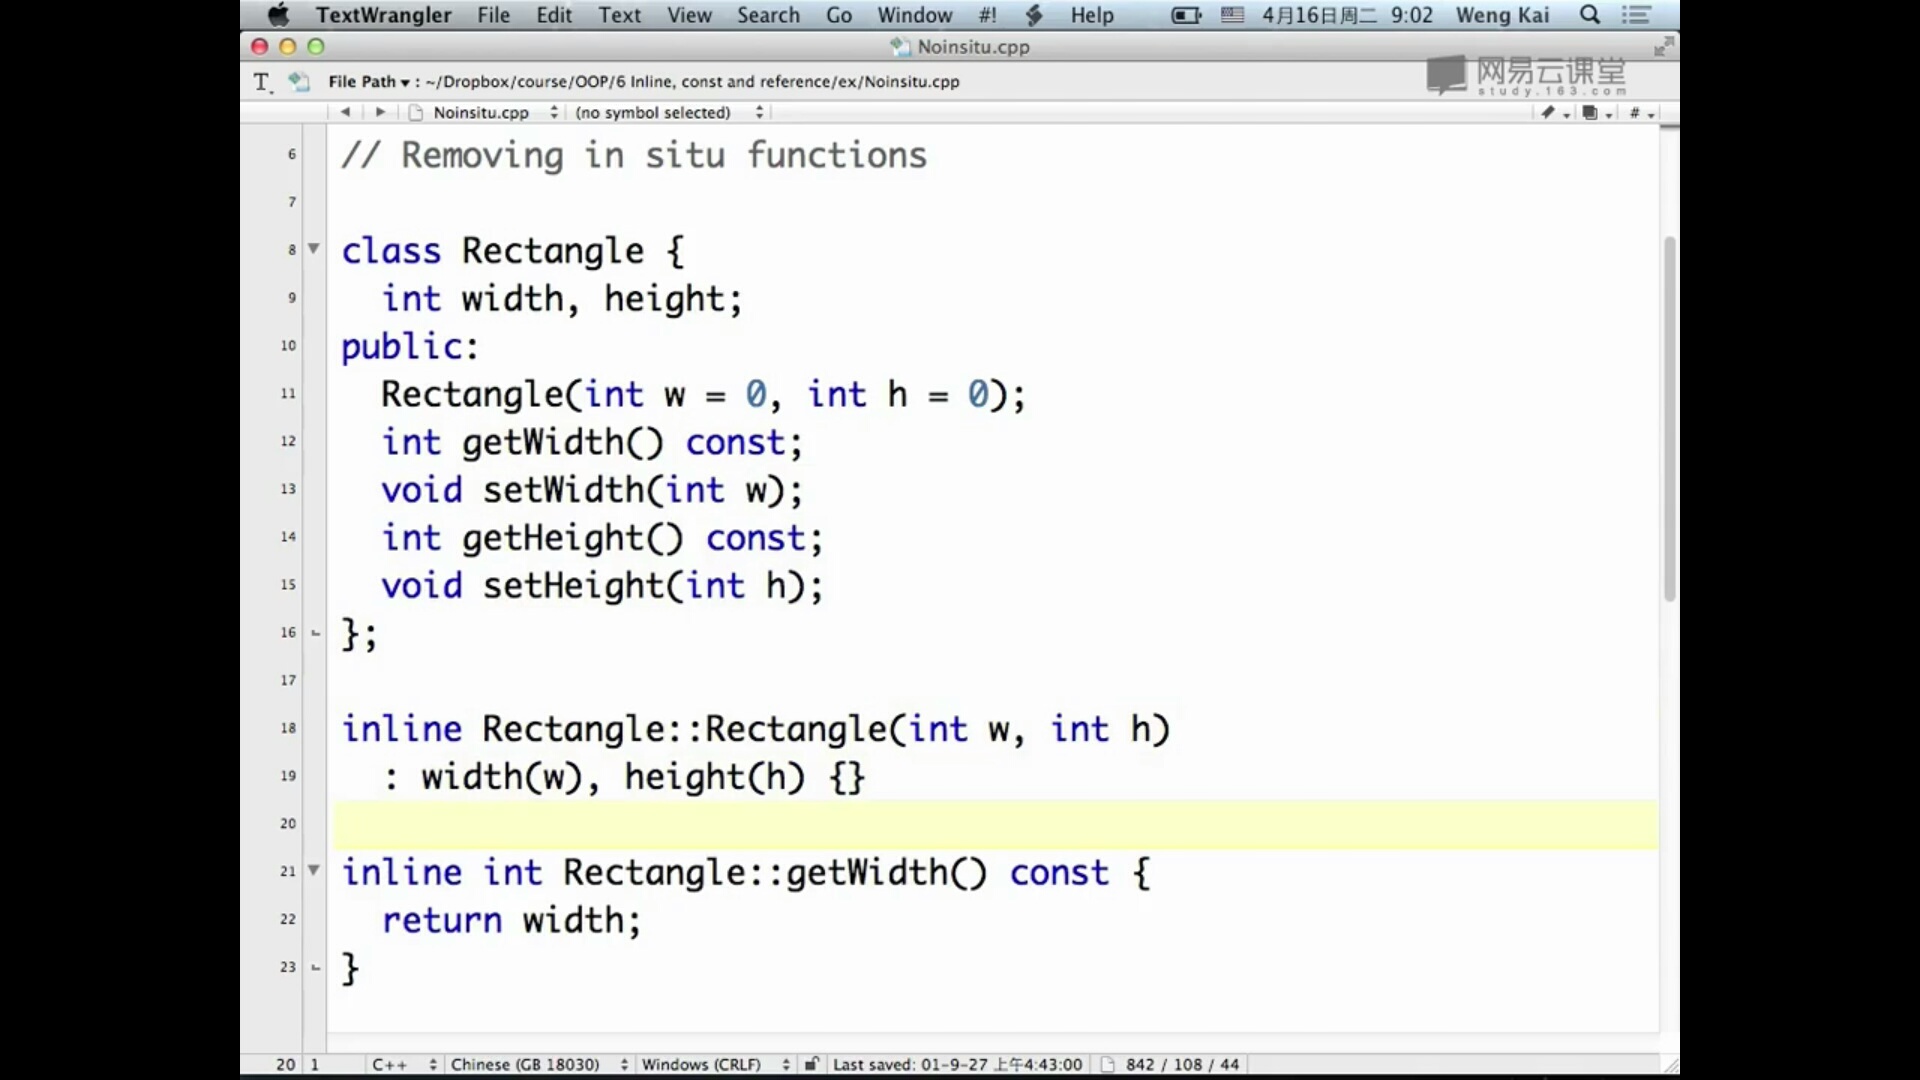 TextWrangler File Edit Text View Search Go Window #! Help 4月16日周二 9:02 Weng Kai
Noinsitu.cpp
File Path ▾ : ~/Dropbox/course/OOP/6 Inline, const and reference/ex/Noinsitu.cpp
网易云课堂
study.163.com
Noinsitu.cpp (no symbol selected) #
6 // Removing in situ functions
7
8 class Rectangle {
9 int width, height;
10 public:
11 Rectangle(int w = 0, int h = 0);
12 int getWidth() const;
13 void setWidth(int w);
14 int getHeight() const;
15 void setHeight(int h);
16 };
17
18 inline Rectangle::Rectangle(int w, int h)
19 : width(w), height(h) {}
20
21 inline int Rectangle::getWidth() const {
22 return width;
23 }
20 1 C++ Chinese (GB 18030) Windows (CRLF) Last saved: 01-9-27 上午4:43:00 842 / 108 / 44